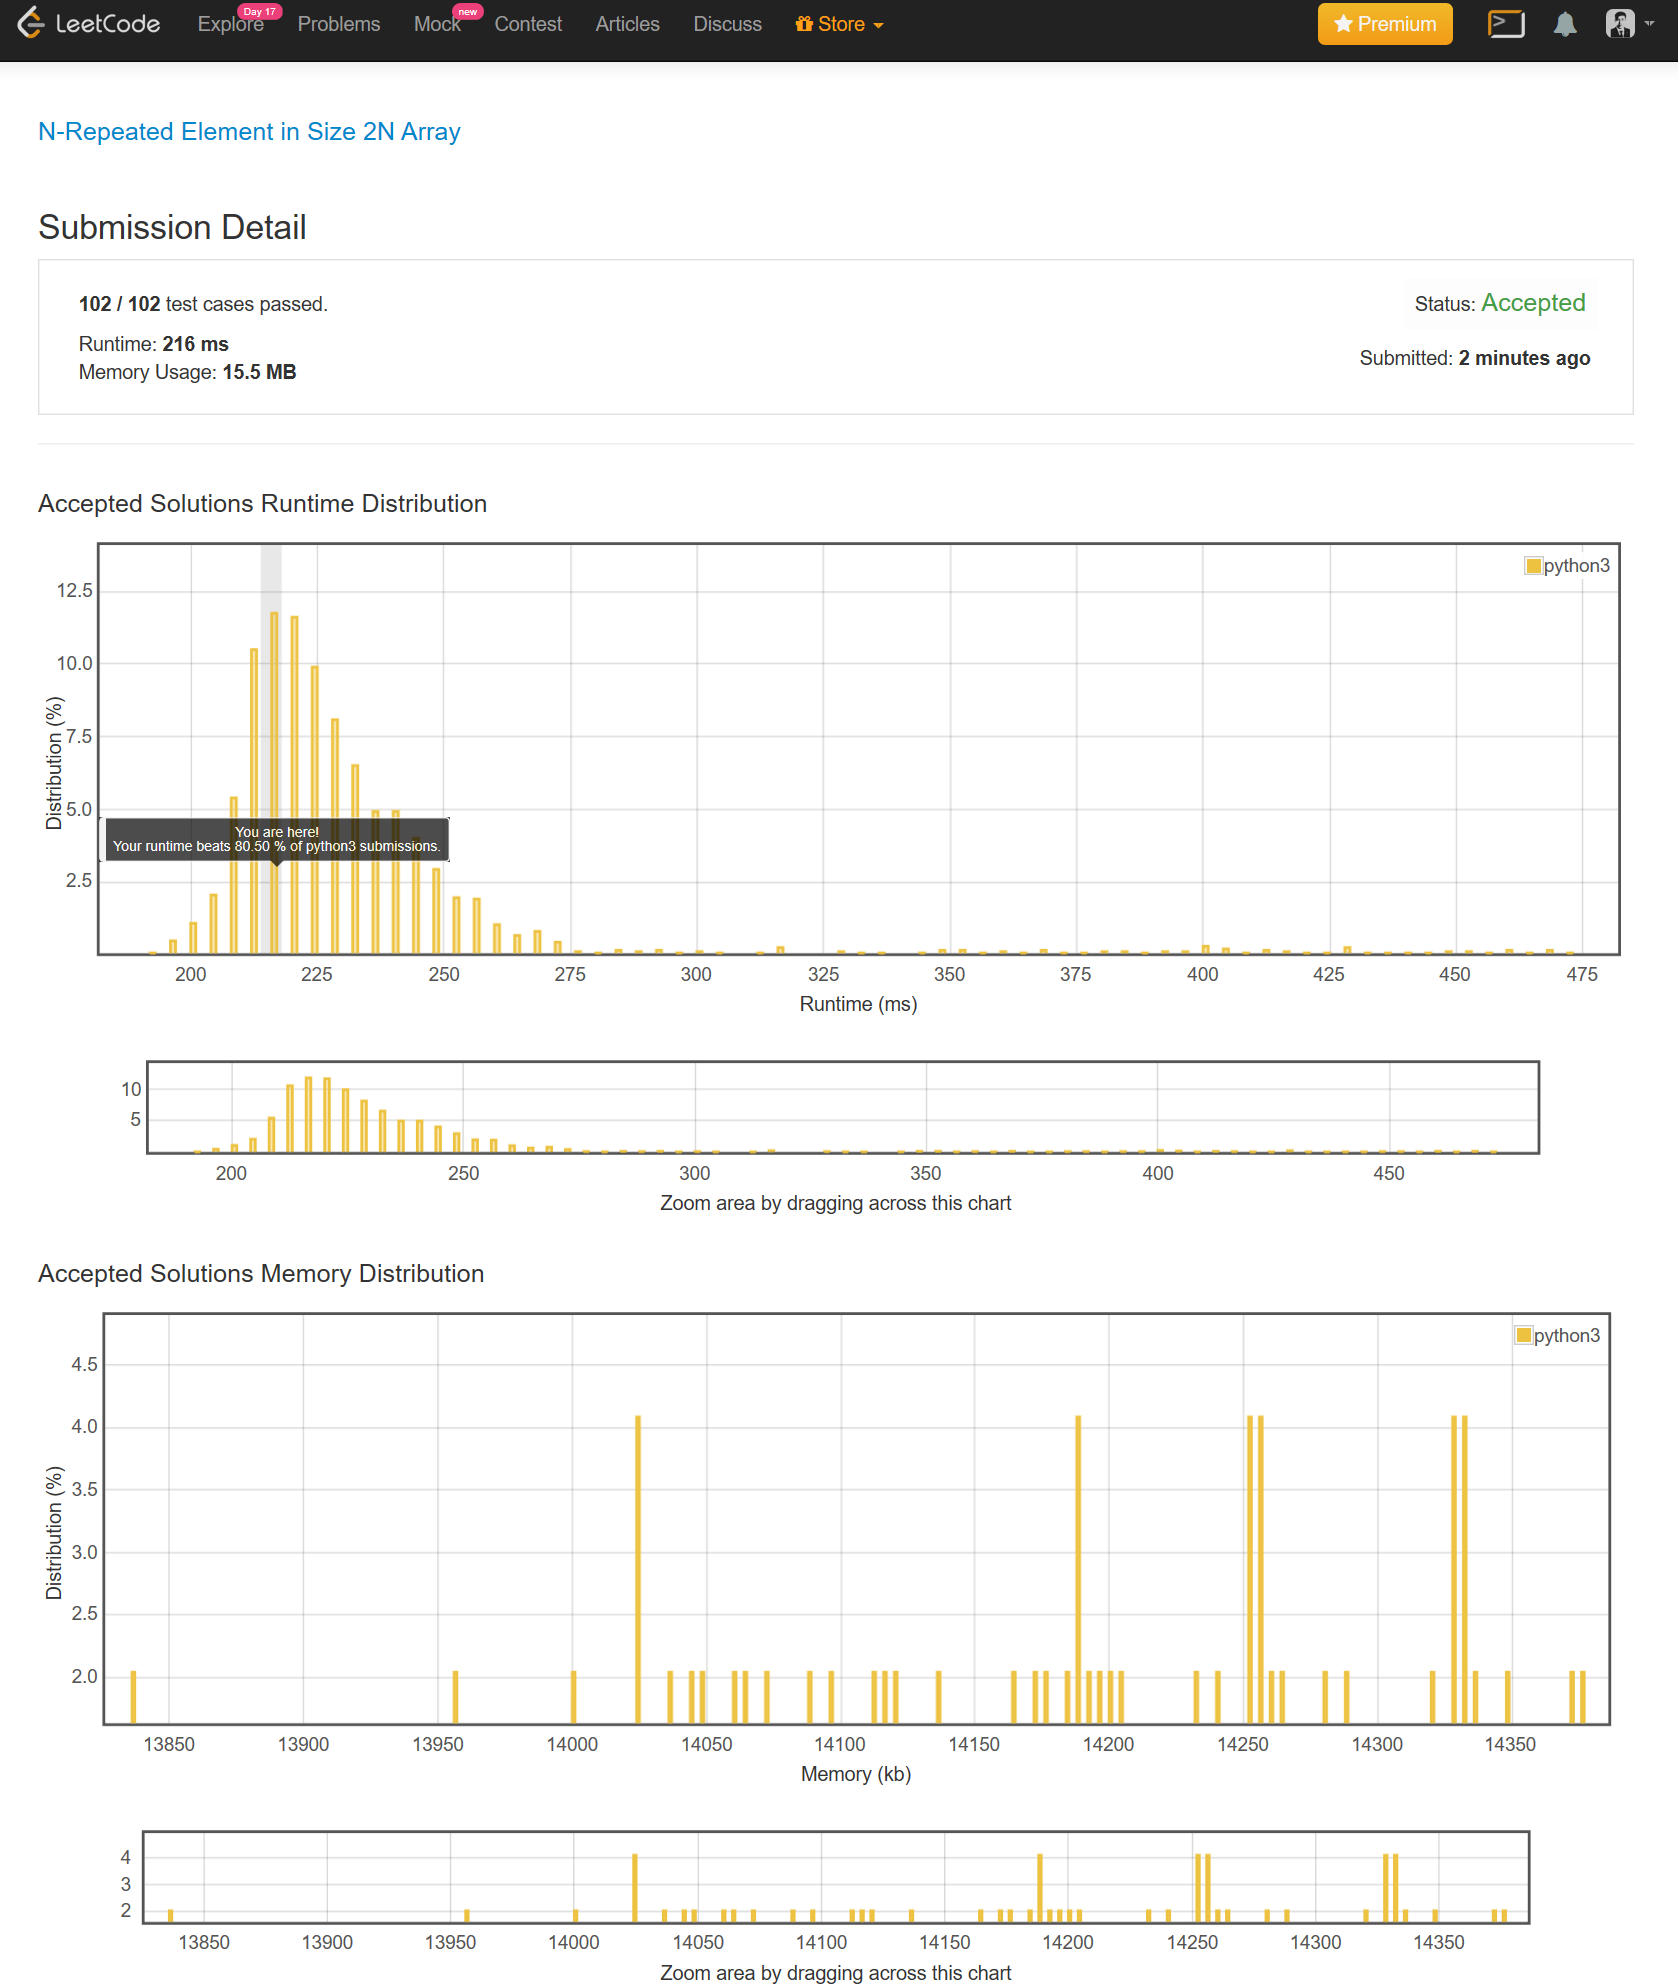 LeetCode Explore Day 17 Problems Mock new Contest Articles Discuss Store Premium
N-Repeated Element in Size 2N Array
Submission Detail
102 / 102 test cases passed.
Status: Accepted
Runtime: 216 ms
Submitted: 2 minutes ago
Memory Usage: 15.5 MB
Accepted Solutions Runtime Distribution
python3
12.5
10.0
7.5
5.0
2.5
Distribution (%)
You are here!
Your runtime beats 80.50 % of python3 submissions.
200 225 250 275 300 325 350 375 400 425 450 475
Runtime (ms)
10
5
200 250 300 350 400 450
Zoom area by dragging across this chart
Accepted Solutions Memory Distribution
python3
4.5
4.0
3.5
3.0
2.5
2.0
Distribution (%)
13850 13900 13950 14000 14050 14100 14150 14200 14250 14300 14350
Memory (kb)
4
3
2
13850 13900 13950 14000 14050 14100 14150 14200 14250 14300 14350
Zoom area by dragging across this chart